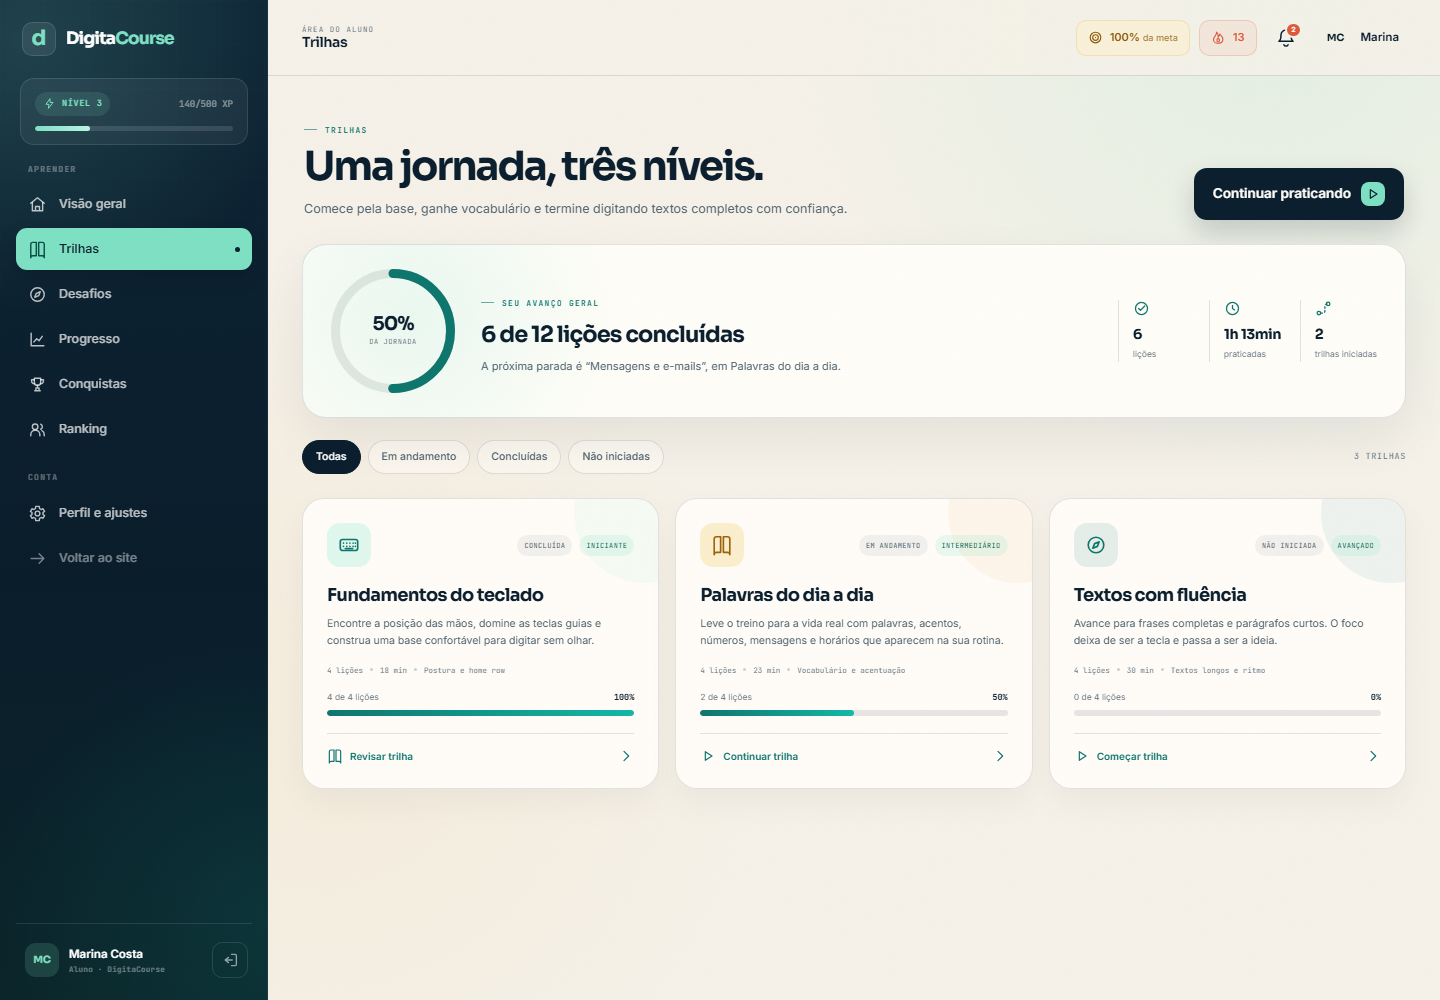 d DigitaCourse
NÍVEL 3 140/500 XP
APRENDER
Visão geral
Trilhas
Desafios
Progresso
Conquistas
Ranking
CONTA
Perfil e ajustes
Voltar ao site
MC Marina Costa
Aluno · DigitaCourse
ÁREA DO ALUNO
Trilhas
100% da meta
13
2
MC Marina
TRILHAS
Uma jornada, três níveis.
Comece pela base, ganhe vocabulário e termine digitando textos completos com confiança.
Continuar praticando
50%
DA JORNADA
SEU AVANÇO GERAL
6 de 12 lições concluídas
A próxima parada é “Mensagens e e-mails”, em Palavras do dia a dia.
6
lições
1h 13min
praticadas
2
trilhas iniciadas
Todas Em andamento Concluídas Não iniciadas 3 TRILHAS
CONCLUÍDA INICIANTE
Fundamentos do teclado
Encontre a posição das mãos, domine as teclas guias e
construa uma base confortável para digitar sem olhar.
4 lições 18 min Postura e home row
4 de 4 lições 100%
Revisar trilha
EM ANDAMENTO INTERMEDIÁRIO
Palavras do dia a dia
Leve o treino para a vida real com palavras, acentos,
números, mensagens e horários que aparecem na sua rotina.
4 lições 23 min Vocabulário e acentuação
2 de 4 lições 50%
Continuar trilha
NÃO INICIADA AVANÇADO
Textos com fluência
Avance para frases completas e parágrafos curtos. O foco
deixa de ser a tecla e passa a ser a ideia.
4 lições 30 min Textos longos e ritmo
0 de 4 lições 0%
Começar trilha